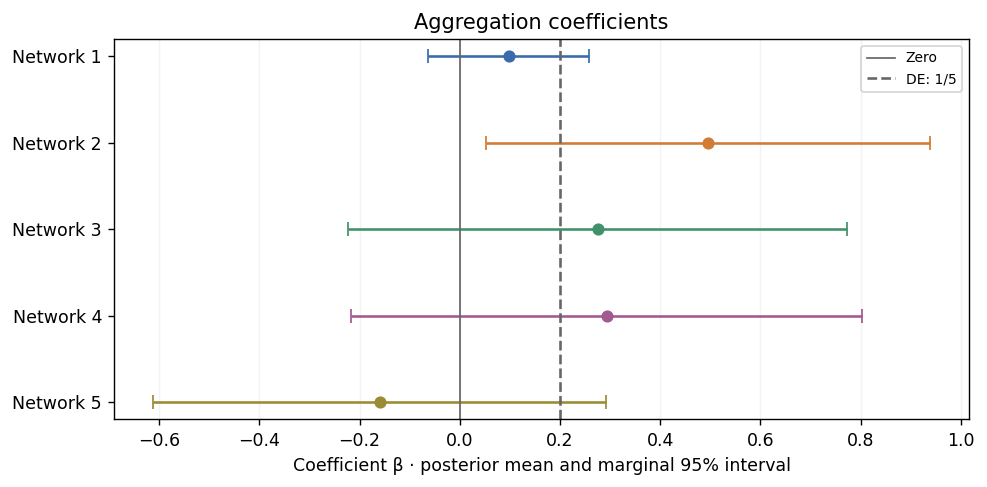 Aggregation coefficients
Network 1
Network 2
Network 3
Network 4
Network 5
Zero
DE: 1/5
−0.6 −0.4 −0.2 0.0 0.2 0.4 0.6 0.8 1.0
Coefficient β · posterior mean and marginal 95% interval